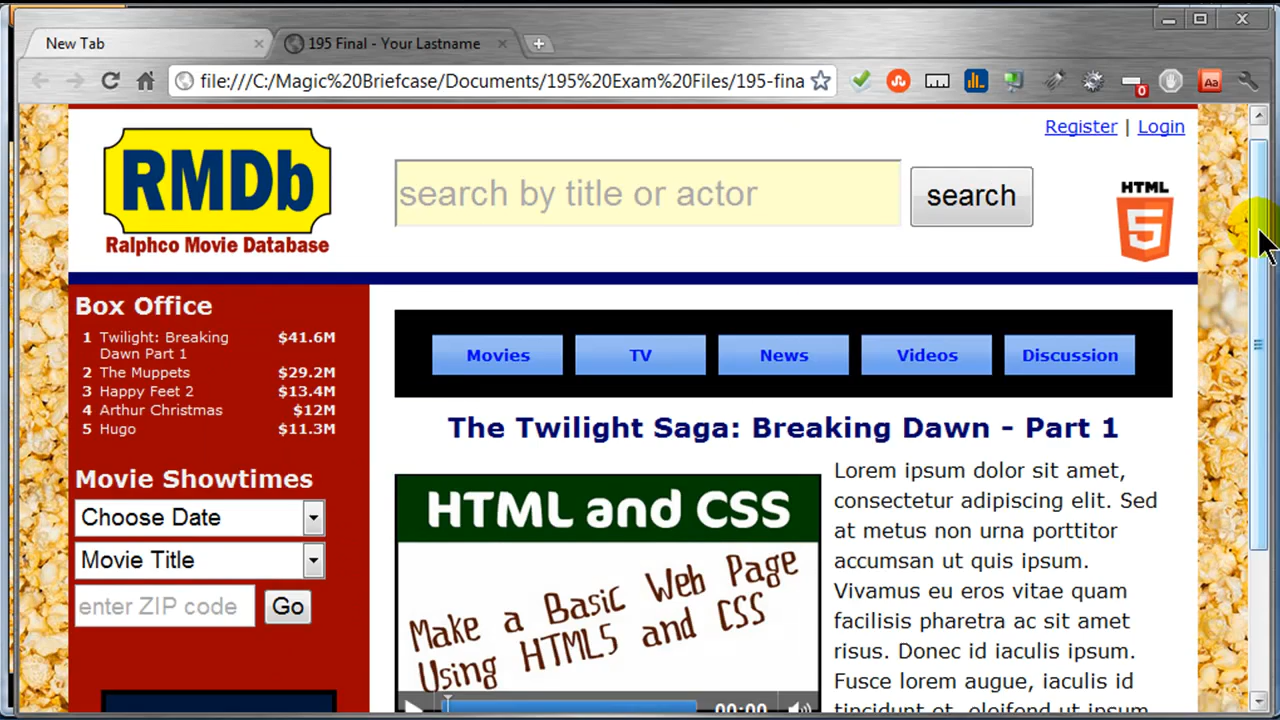 New Tab
195 Final - Your Lastname
file:///C:/Magic%20Briefcase/Documents/195%20Exam%20Files/195-fina
0
Aa
Register | Login
RMDb
Ralphco Movie Database
search by title or actor
search
HTML
5
Box Office
1 Twilight: Breaking Dawn Part 1 $41.6M
2 The Muppets $29.2M
3 Happy Feet 2 $13.4M
4 Arthur Christmas $12M
5 Hugo $11.3M
Movie Showtimes
Choose Date
Movie Title
enter ZIP code
Go
Movies
TV
News
Videos
Discussion
The Twilight Saga: Breaking Dawn - Part 1
HTML and CSS
Make a Basic Web Page
Using HTML5 and CSS
00:00
Lorem ipsum dolor sit amet,
consectetur adipiscing elit. Sed
at metus non urna porttitor
accumsan ut quis ipsum.
Vivamus eu eros vitae quam
facilisis pharetra ac sit amet
risus. Donec id iaculis ipsum.
Fusce lorem augue, iaculis id